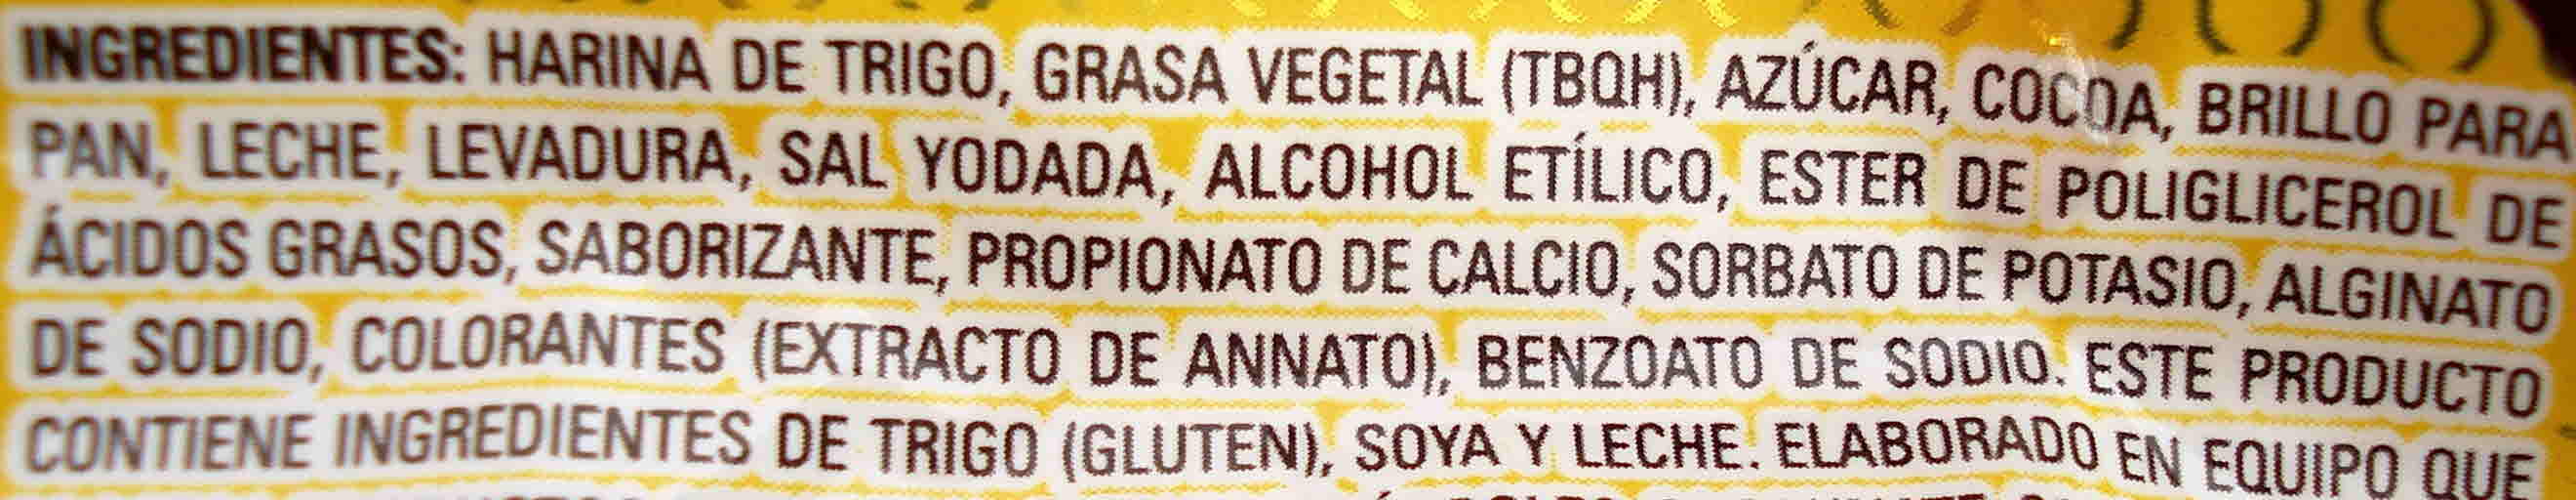 INGREDIENTES: HARINA DE TRIGO, GRASA VEGETAL (TBQH), AZÚCAR, COCOA, BRILLO PARA
PAN, LECHE, LEVADURA, SAL YODADA, ALCOHOL ETÍLICO, ESTER DE POLIGLICEROL DE
ÁCIDOS GRASOS, SABORIZANTE, PROPIONATO DE CALCIO, SORBATO DE POTASIO, ALGINATO
DE SODIO, COLORANTES (EXTRACTO DE ANNATO), BENZOATO DE SODIO. ESTE PRODUCTO
CONTIENE INGREDIENTES DE TRIGO (GLUTEN), SOYA Y LECHE. ELABORADO EN EQUIPO QUE